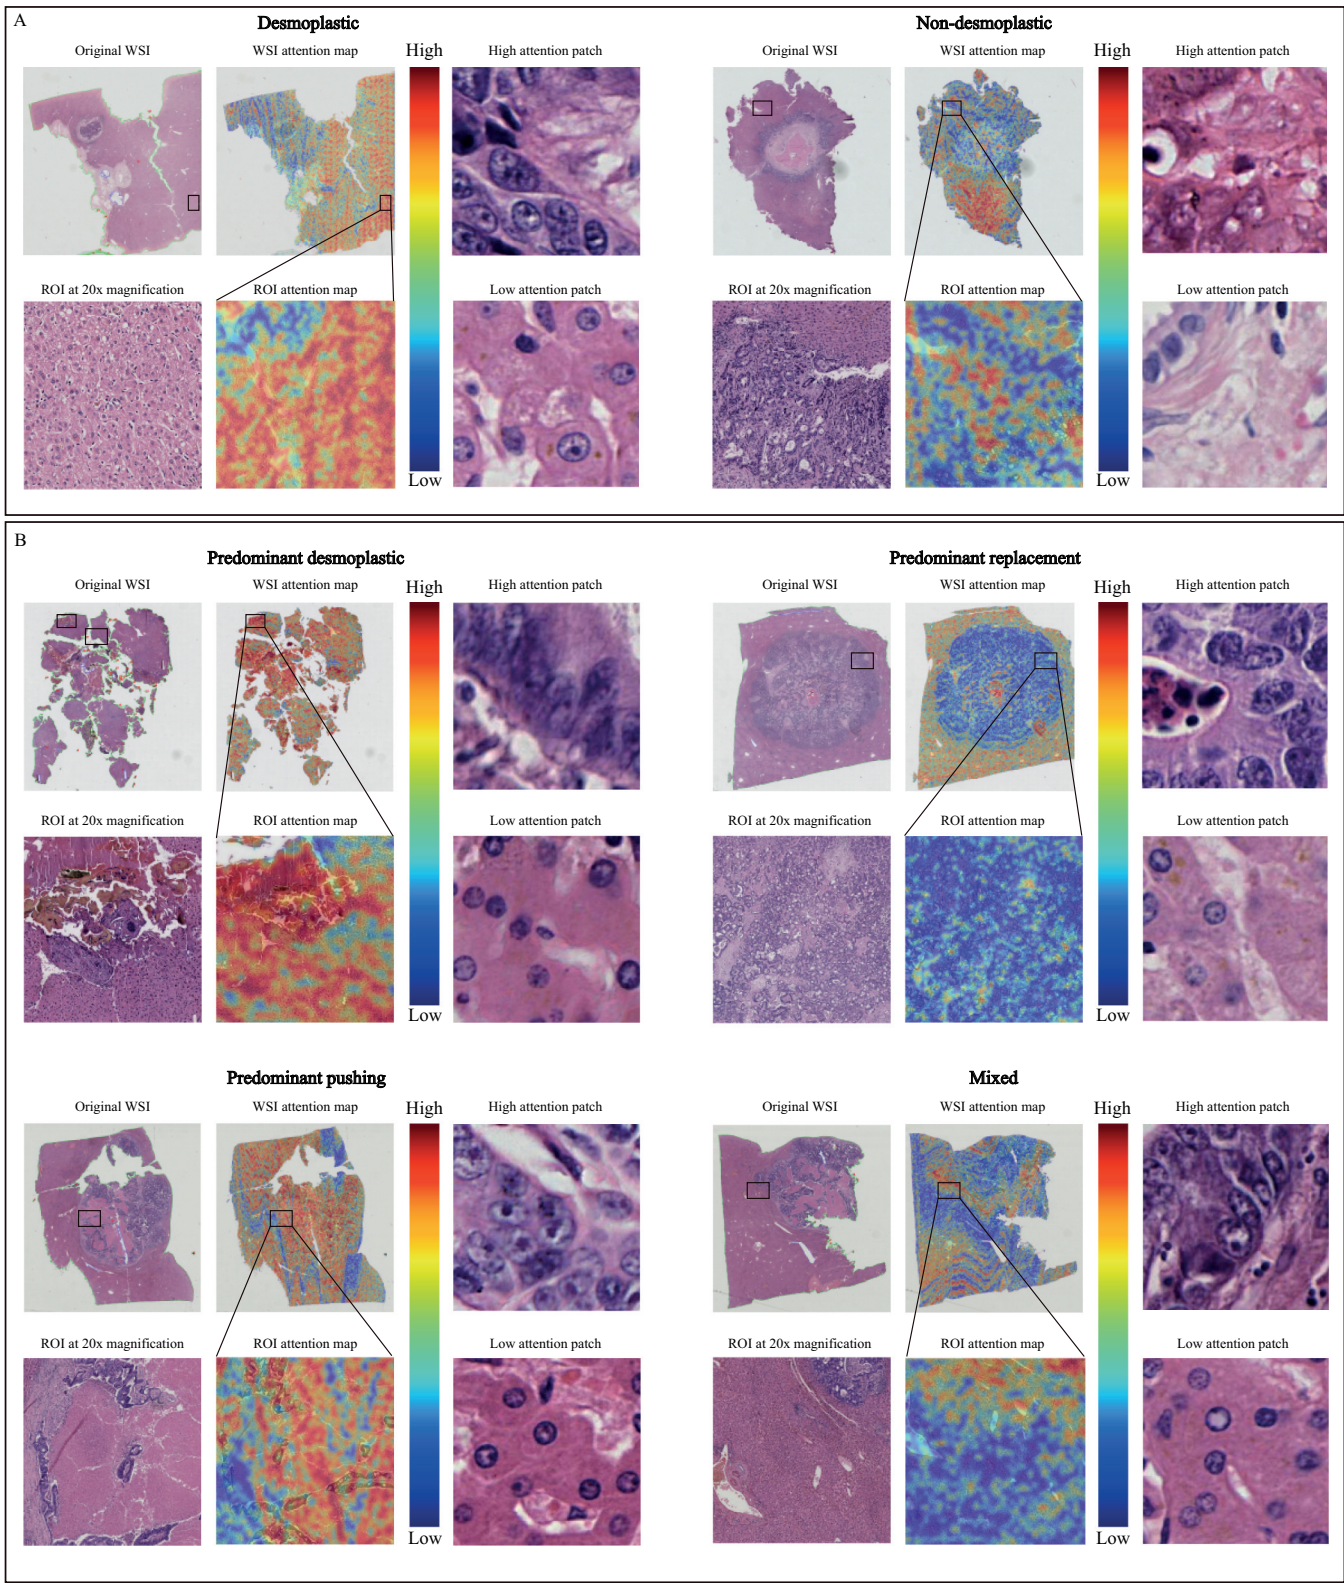 A
Desmoplastic
Non-desmoplastic
Original WSI
WSI attention map
High
High attention patch
Original WSI
WSI attention map
High
High attention patch
ROI at 20x magnification
ROI attention map
Low attention patch
ROI at 20x magnification
ROI attention map
Low attention patch
Low
Low
B
Predominant desmoplastic
Predominant replacement
Original WSI
WSI attention map
High
High attention patch
Original WSI
WSI attention map
High
High attention patch
ROI at 20x magnification
ROI attention map
Low attention patch
ROI at 20x magnification
ROI attention map
Low attention patch
Low
Low
Predominant pushing
Mixed
Original WSI
WSI attention map
High
High attention patch
Original WSI
WSI attention map
High
High attention patch
ROI at 20x magnification
ROI attention map
Low attention patch
ROI at 20x magnification
ROI attention map
Low attention patch
Low
Low